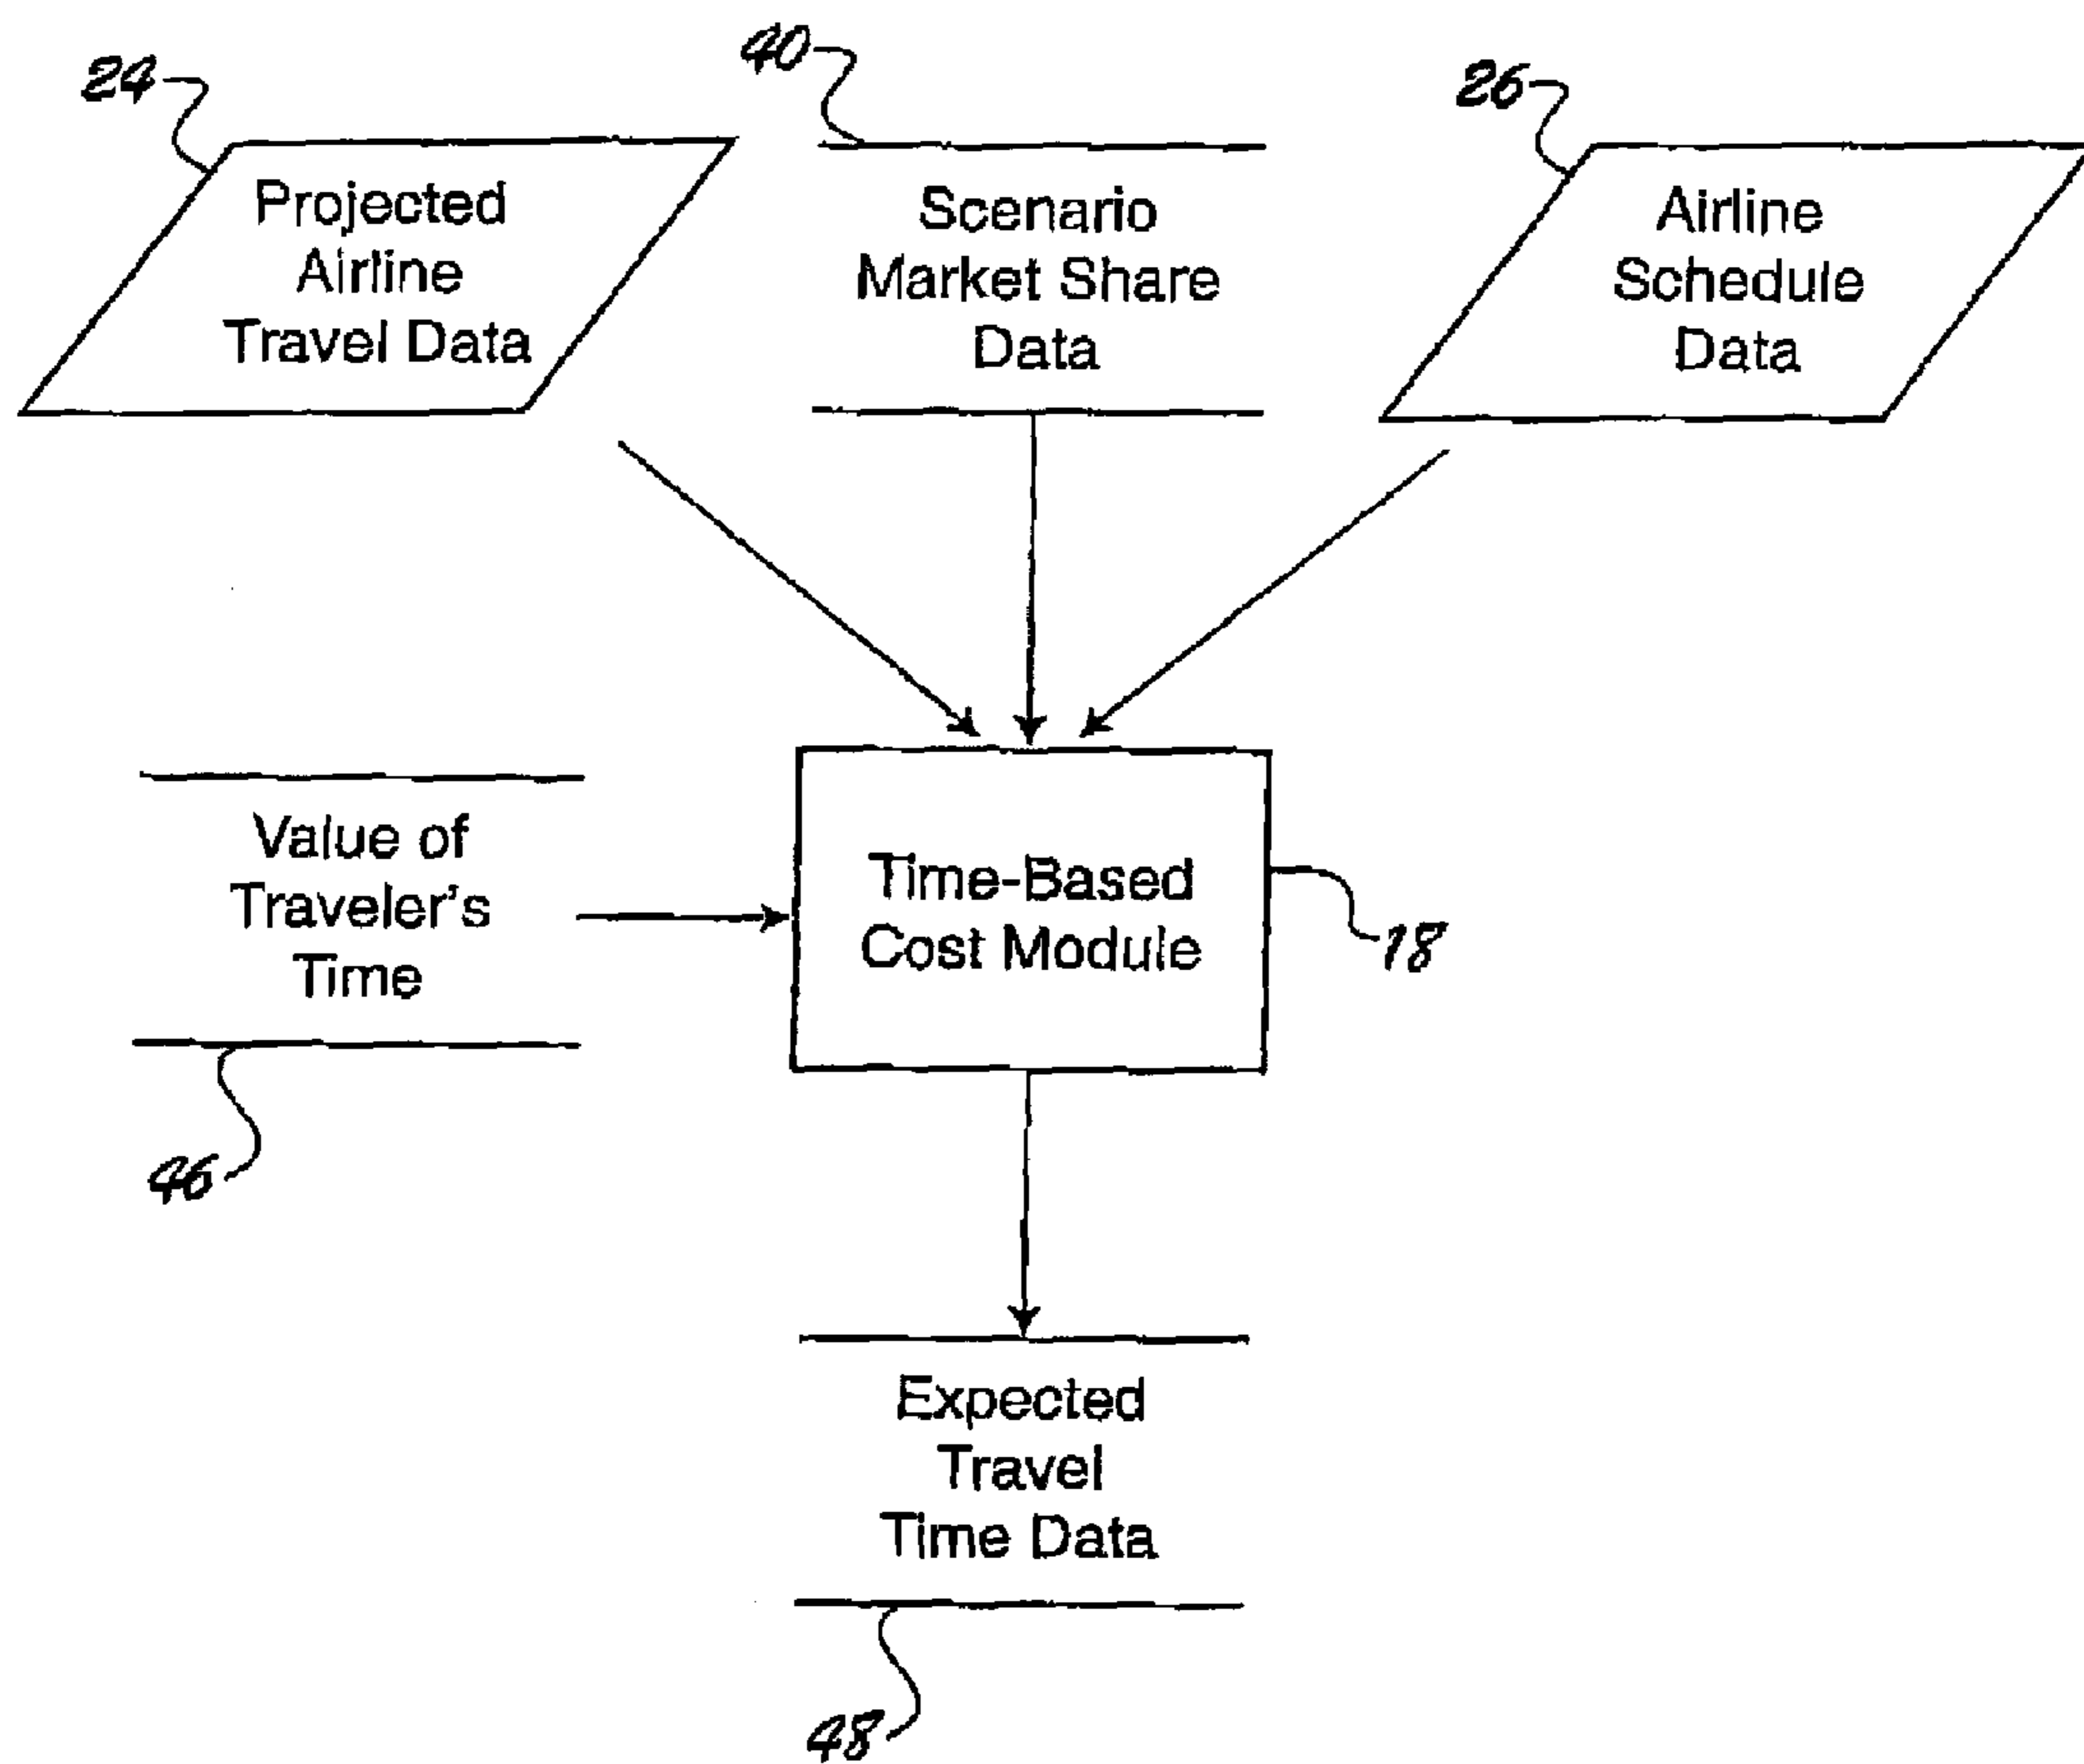 24
40
26
Projected
Airline
Travel Data
Scenario
Market Share
Data
Airline
Schedule
Data
Value of
Traveler's
Time
Time-Based
Cost Module
18
46
Expected
Travel
Time Data
48